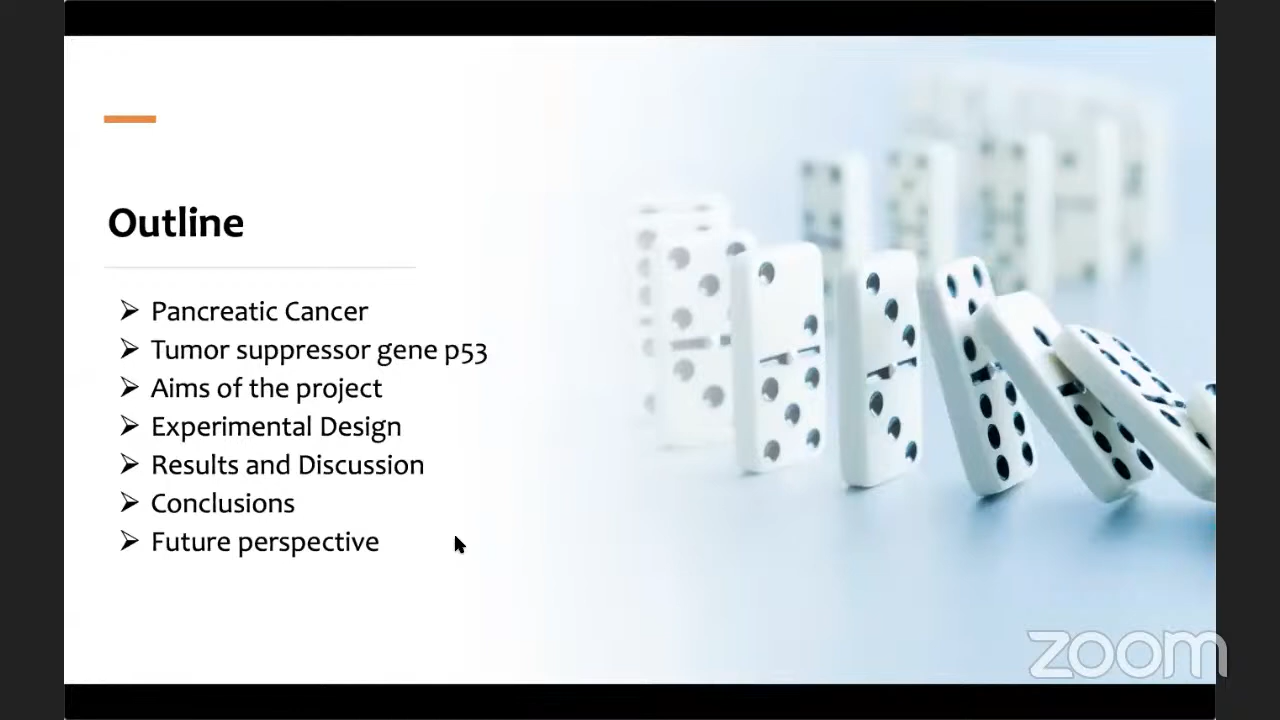 Outline
➢ Pancreatic Cancer
➢ Tumor suppressor gene p53
➢ Aims of the project
➢ Experimental Design
➢ Results and Discussion
➢ Conclusions
➢ Future perspective
zoom